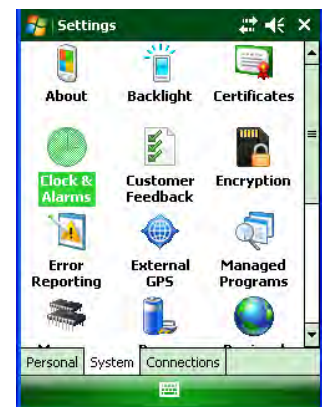 Settings
About
Backlight
Certificates
Clock &
Alarms
Customer
Feedback
Encryption
Error
Reporting
External
GPS
Managed
Programs
Personal
System
Connections